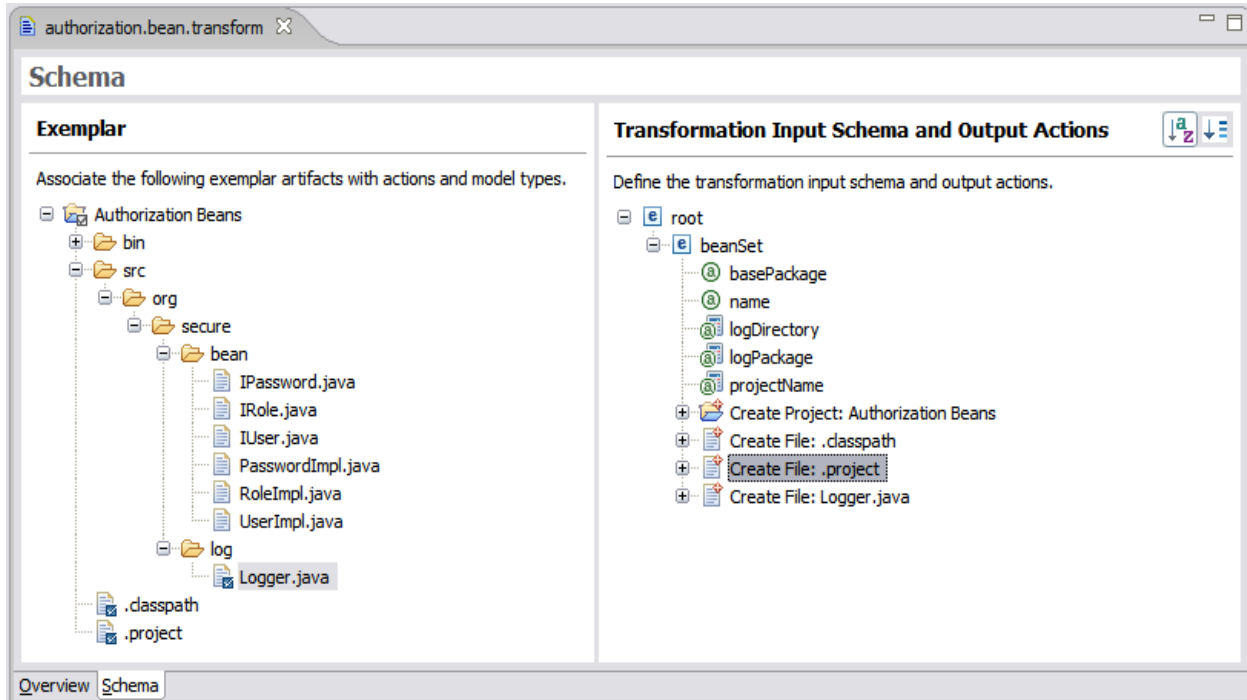 authorization.bean.transform
Schema
Exemplar
Associate the following exemplar artifacts with actions and model types.
Authorization Beans
bin
src
org
secure
bean
IPassword.java
IRole.java
IUser.java
PasswordImpl.java
RoleImpl.java
UserImpl.java
log
Logger.java
.classpath
.project
Transformation Input Schema and Output Actions
a
z
Define the transformation input schema and output actions.
e root
e beanSet
a basePackage
a name
a logDirectory
a logPackage
a projectName
Create Project: Authorization Beans
Create File: .classpath
Create File: .project
Create File: Logger.java
Overview Schema